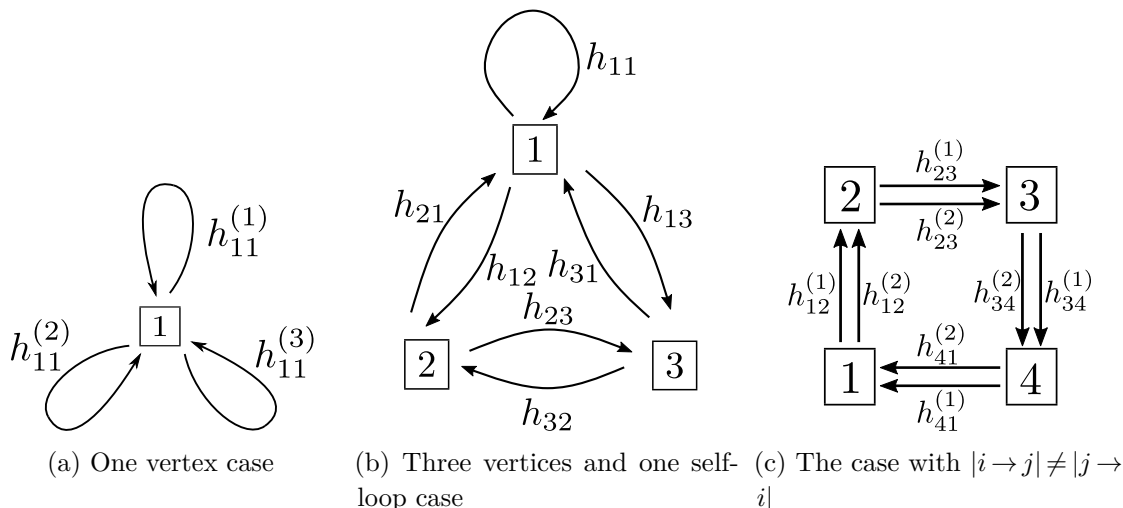 h_{11}
1
h_{21}
h_{13}
h_{12}
h_{31}
h_{23}
2
3
h_{32}
h_{11}^{(1)}
1
h_{11}^{(2)}
h_{11}^{(3)}
h_{23}^{(1)}
2
3
h_{23}^{(2)}
h_{12}^{(1)}
h_{12}^{(2)}
h_{34}^{(2)}
h_{34}^{(1)}
h_{41}^{(2)}
1
4
h_{41}^{(1)}
(a) One vertex case
(b) Three vertices and one self-
loop case
(c) The case with |i → j| ≠ |j →
i|